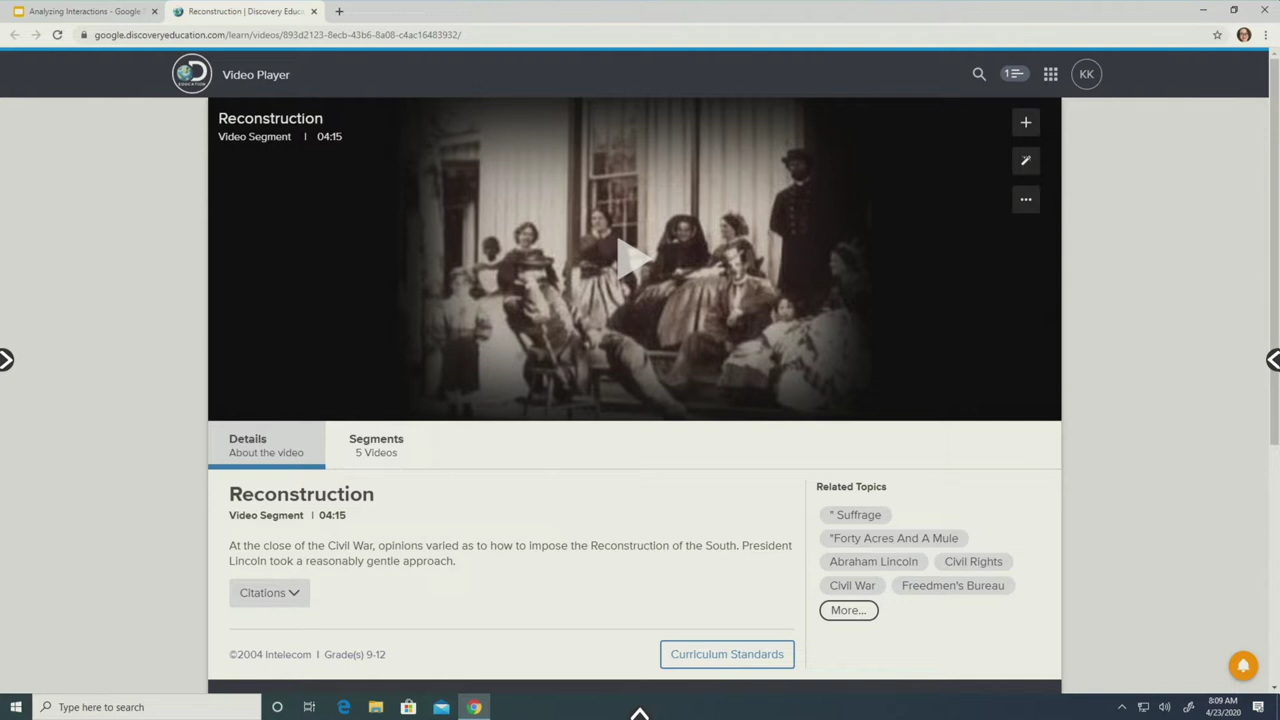 Analyzing Interactions - Google
Reconstruction | Discovery Educa
google.discoveryeducation.com/learn/videos/893d2123-8ecb-43b6-8a08-c4ac16483932/
EDUCATION
Video Player
1
KK
Reconstruction
Video Segment | 04:15
Details
About the video
Segments
5 Videos
Reconstruction
Video Segment | 04:15
At the close of the Civil War, opinions varied as to how to impose the Reconstruction of the South. President
Lincoln took a reasonably gentle approach.
Citations
©2004 Intelecom | Grade(s) 9-12
Curriculum Standards
Related Topics
" Suffrage
"Forty Acres And A Mule
Abraham Lincoln
Civil Rights
Civil War
Freedmen's Bureau
More...
Type here to search
8:09 AM
4/23/2020